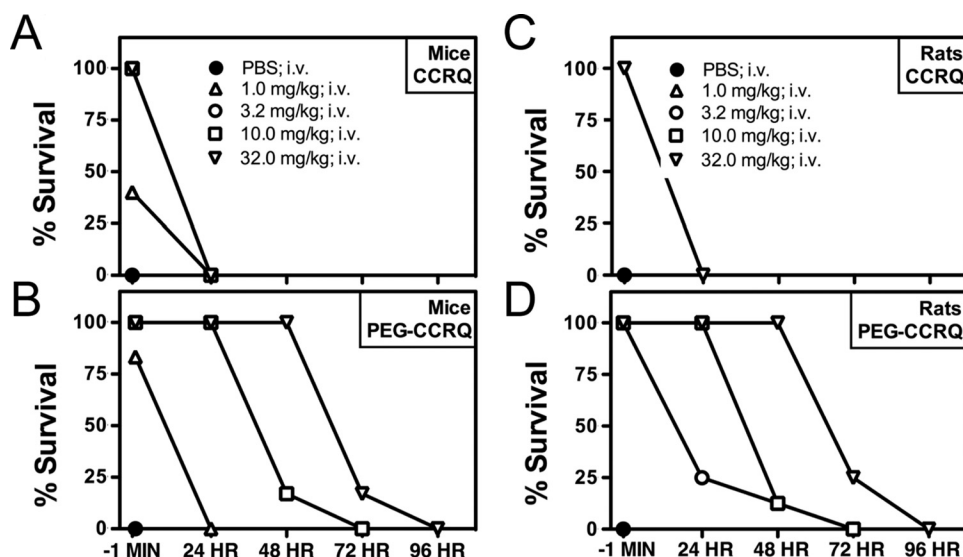 A
Mice
CCRQ
% Survival
100
75
50
25
0
PBS; i.v.
1.0 mg/kg; i.v.
3.2 mg/kg; i.v.
10.0 mg/kg; i.v.
32.0 mg/kg; i.v.
B
Mice
PEG-CCRQ
% Survival
100
75
50
25
0
-1 MIN 24 HR 48 HR 72 HR 96 HR
C
Rats
CCRQ
% Survival
100
75
50
25
0
PBS; i.v.
1.0 mg/kg; i.v.
3.2 mg/kg; i.v.
10.0 mg/kg; i.v.
32.0 mg/kg; i.v.
D
Rats
PEG-CCRQ
% Survival
100
75
50
25
0
-1 MIN 24 HR 48 HR 72 HR 96 HR